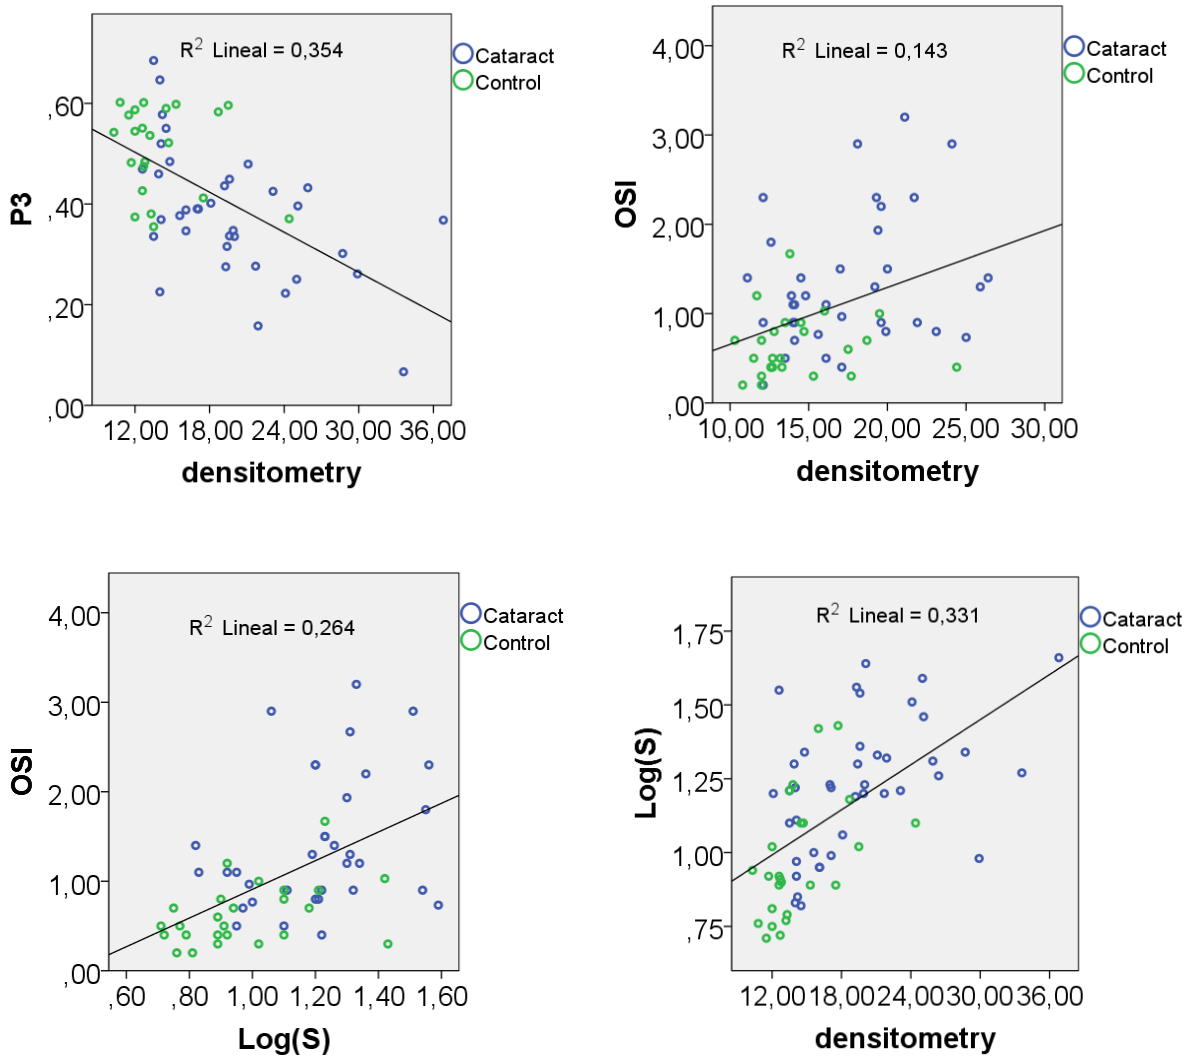 R² Lineal = 0,354
Cataract
Control
,60
,40
,20
,00
P3
12,00 18,00 24,00 30,00 36,00
densitometry
R² Lineal = 0,143
Cataract
Control
4,00
3,00
2,00
1,00
,00
OSI
10,00 15,00 20,00 25,00 30,00
densitometry
R² Lineal = 0,264
Cataract
Control
4,00
3,00
2,00
1,00
,00
OSI
,60 ,80 1,00 1,20 1,40 1,60
Log(S)
R² Lineal = 0,331
Cataract
Control
1,75
1,50
1,25
1,00
,75
Log(S)
12,00 18,00 24,00 30,00 36,00
densitometry